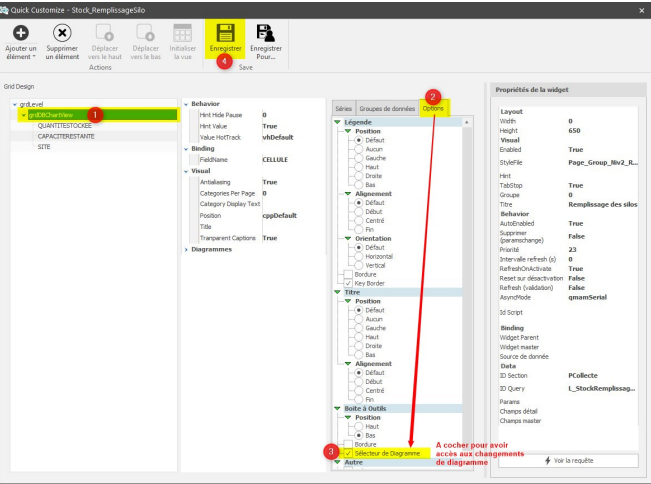 Quick Customize - Stock_RemplissageSilo
Ajouter un élément
Supprimer un élément
Déplacer vers le haut
Déplacer vers le bas
Initialiser la vue
Enregistrer
Enregistrer Pour...
Actions
4
Save
Grid Design
grdLevel
grdDBChartView
1
QUANTITESTOCKEE
CAPACITERESTANTE
SITE
Behavior
Hint Hide Pause 0
Hint Value True
Value HotTrack vhDefault
Binding
FieldName CELLULE
Visual
Antialiasing True
Categories Per Page 0
Category Display Text
Position cppDefault
Title
Tranparent Captions True
Diagrammes
2
Séries
Groupes de données
Options
Légende
Position
Défaut
Aucun
Gauche
Haut
Droite
Bas
Alignement
Défaut
Début
Centré
Fin
Orientation
Défaut
Horizontal
Vertical
Bordure
Key Border
Titre
Position
Défaut
Aucun
Gauche
Haut
Droite
Bas
Alignement
Défaut
Début
Centré
Fin
Boite à Outils
Position
Haut
Bas
Bordure
3
Sélecteur de Diagramme
Autre
A cocher pour avoir
accès aux changements
de diagramme
Propriétés de la widget
Layout
Width 0
Height 650
Visual
Enabled True
StyleFile Page_Group_Niv2_R...
Hint
TabStop True
Groupe 0
Titre Remplissage des silos
Behavior
AutoEnabled True
Supprimer (paramschange) False
Priorité 23
Intervalle refresh (s) 0
RefreshOnActivate True
Reset sur désactivation False
Refresh (validation) False
AsyncMode qmamSerial
Id Script
Binding
Widget Parent
Widget master
Source de donnée
Data
ID Section PCollecte
ID Query L_StockRemplissag...
Params
Champs détail
Champs master
Voir la requête